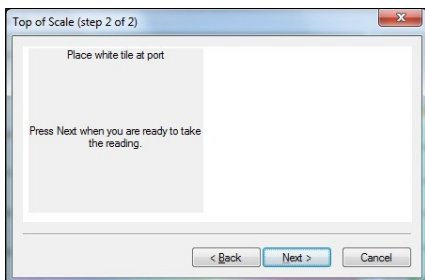 Top of Scale (step 2 of 2)
Place white tile at port
Press Next when you are ready to take
the reading.
< Back
Next >
Cancel